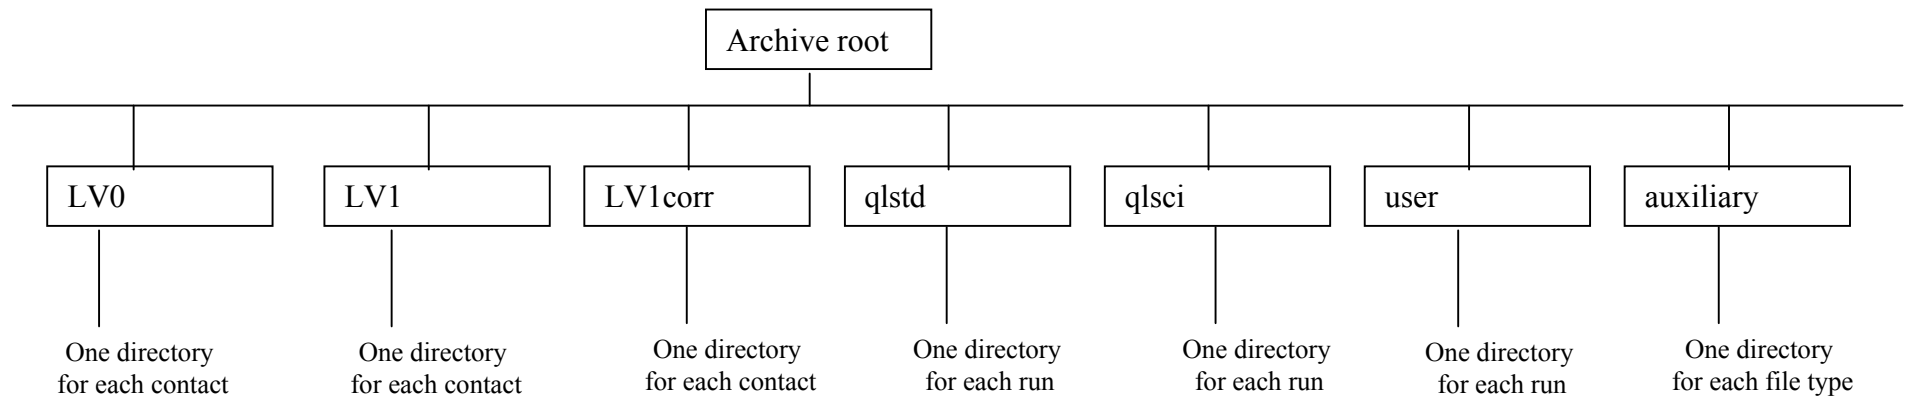 Archive root
LV0
LV1
LV1corr
qlstd
qlsci
user
auxiliary
One directory
for each contact
One directory
for each contact
One directory
for each contact
One directory
for each run
One directory
for each run
One directory
for each run
One directory
for each file type